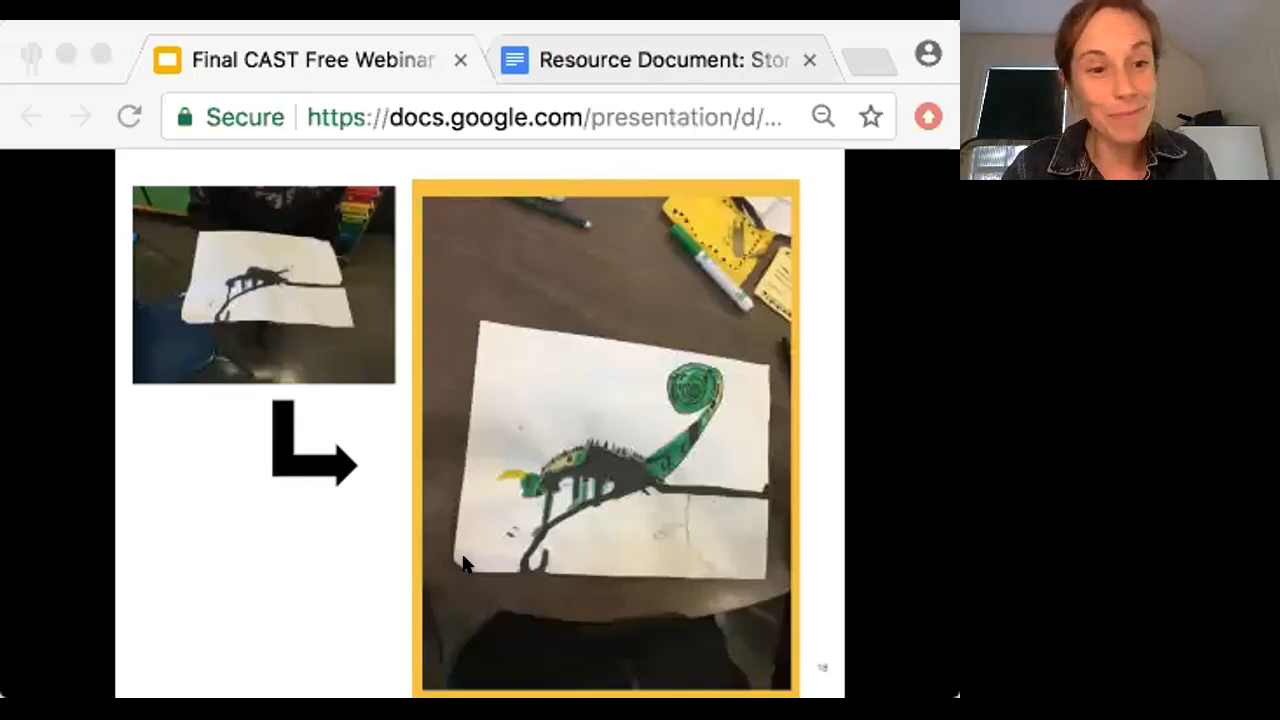 Final CAST Free Webinar
Resource Document: Stor
Secure https://docs.google.com/presentation/d/...